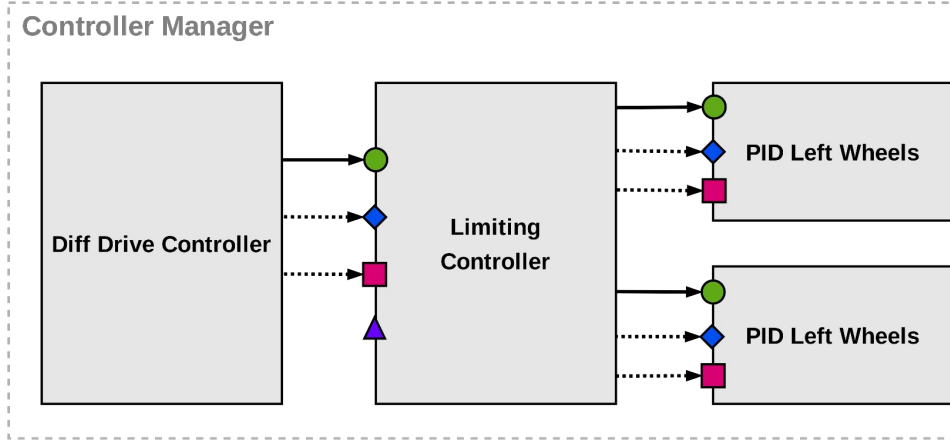 Controller Manager
Diff Drive Controller
Limiting
Controller
PID Left Wheels
PID Left Wheels